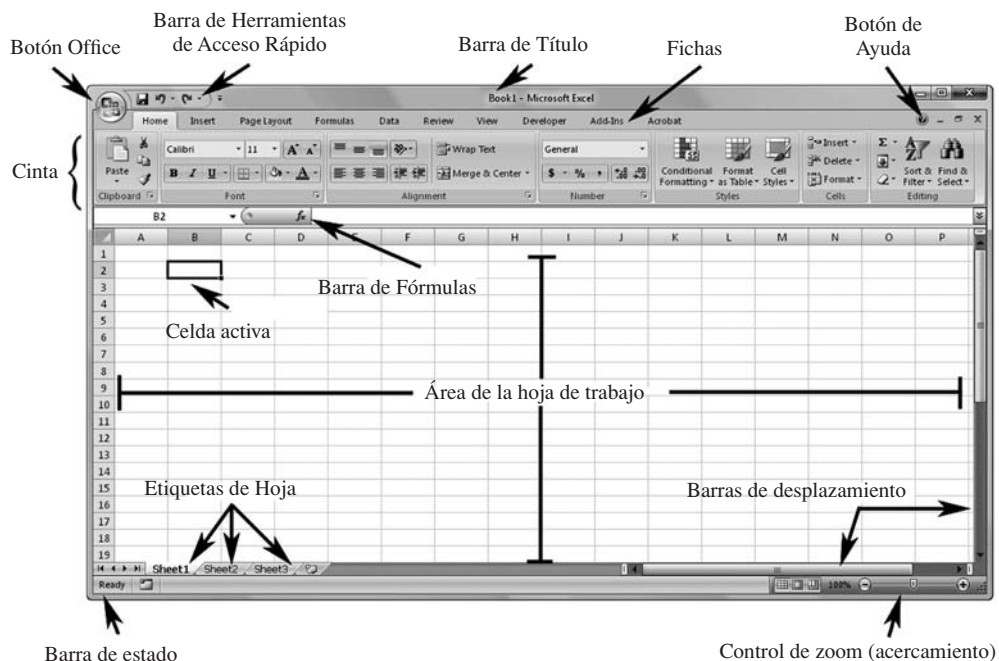 Barra de Herramientas
de Acceso Rápido
Botón Office
Barra de Título
Fichas
Botón de
Ayuda
Book1 - Microsoft Excel
Home Insert Page Layout Formulas Data Review View Developer Add-Ins Acrobat
Cinta
Paste
Calibri 11 A A
Wrap Text
General
Conditional
Formatting
Format
as Table
Cell
Styles
Insert
Delete
Format
Sort &
Filter
Find &
Select
B I U A
Merge & Center
$ % ,
Clipboard Font Alignment Number Styles Cells Editing
B2 fx
A B C D F G H I J K L M N O P
1
2
3
Barra de Fórmulas
4
5
Celda activa
6
7
8
9
Área de la hoja de trabajo
10
11
12
13
14
15
Etiquetas de Hoja
Barras de desplazamiento
16
17
18
19
Sheet1 Sheet2 Sheet3
Ready 100%
Barra de estado
Control de zoom (acercamiento)